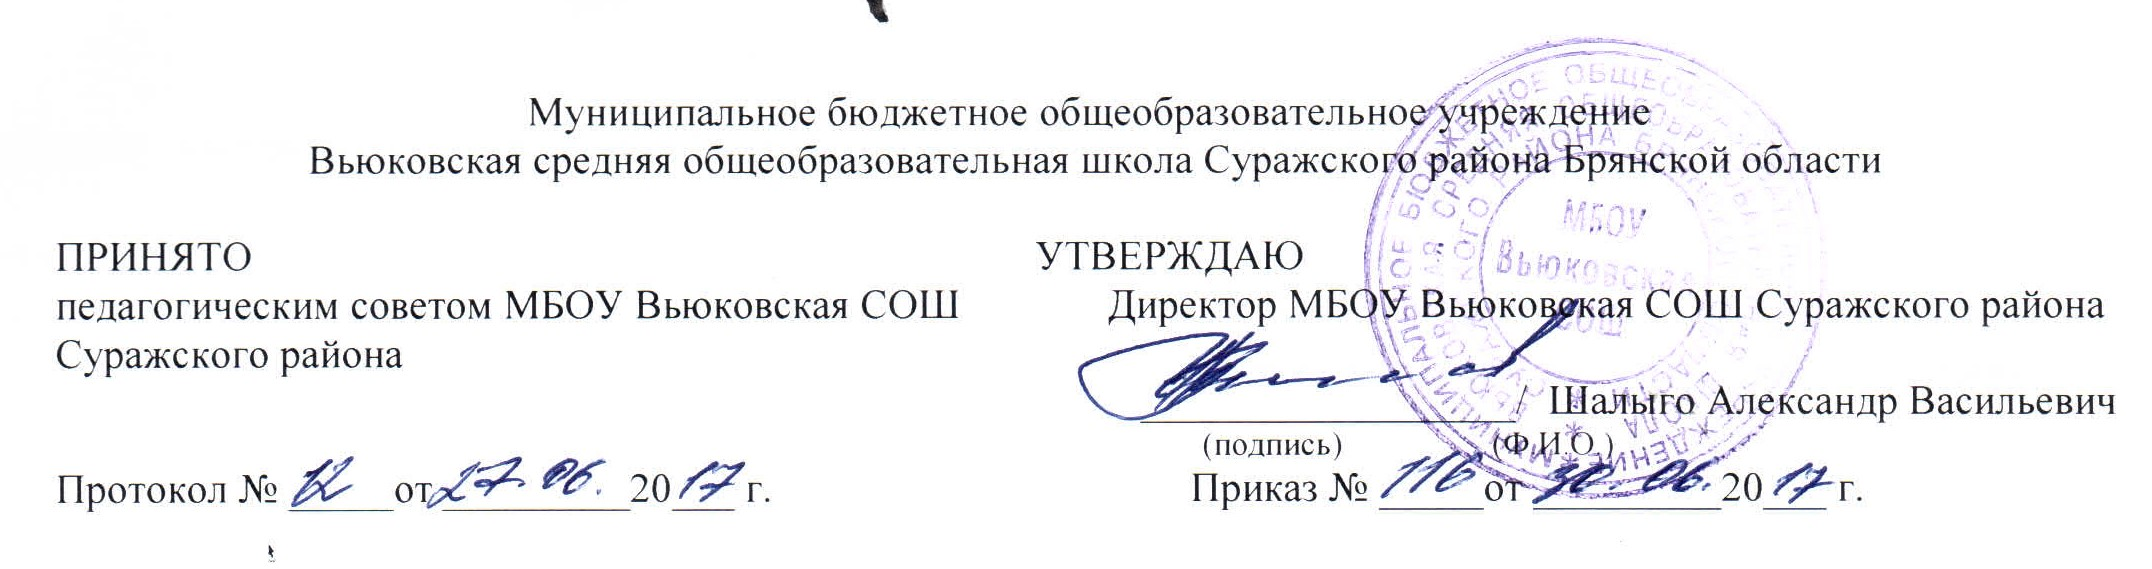 Муниципальное бюджетное общеобразовательное учреждение
Вьюковская средняя общеобразовательная школа Суражского района Брянской области
ПРИНЯТО УТВЕРЖДАЮ
педагогическим советом МБОУ Вьюковская СОШ Директор МБОУ Вьюковская СОШ Суражского района
Суражского района
/ Шалыго Александр Васильевич
(подпись) (Ф.И.О.)
Протокол № 12 от 27.06. 2017 г. Приказ № 116 от 30.06. 2017 г.
МБОУ
Вьюковская
СОШ